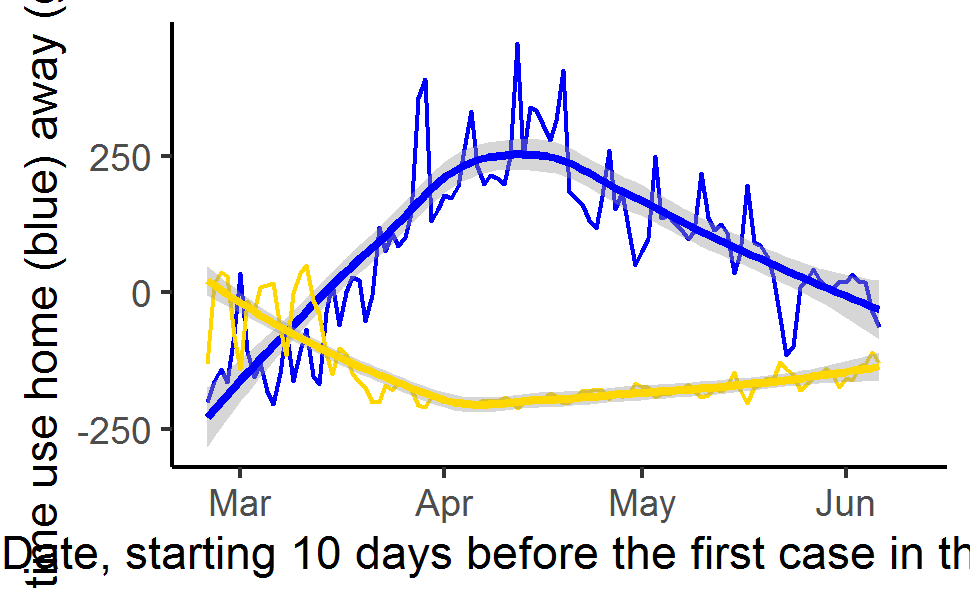 time use home (blue) away (
250
0
-250
Mar Apr May Jun
Date, starting 10 days before the first case in th